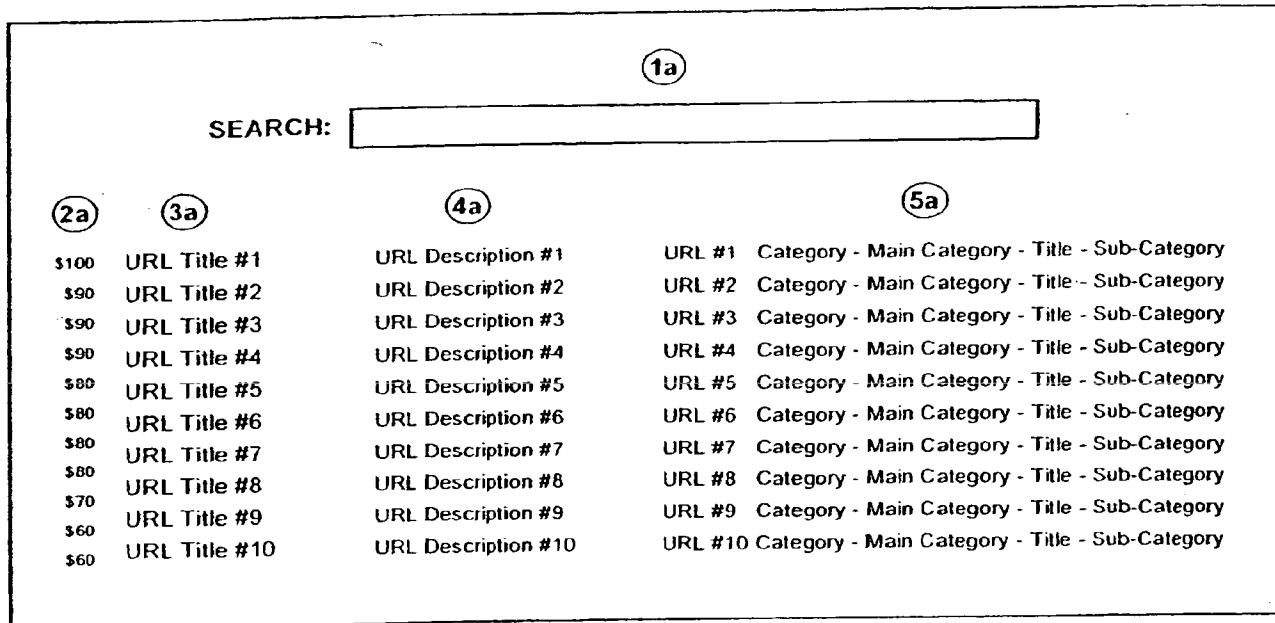 1a
SEARCH:
2a 3a 4a 5a
$100 URL Title #1 URL Description #1 URL #1 Category - Main Category - Title - Sub-Category
$90 URL Title #2 URL Description #2 URL #2 Category - Main Category - Title - Sub-Category
$90 URL Title #3 URL Description #3 URL #3 Category - Main Category - Title - Sub-Category
$90 URL Title #4 URL Description #4 URL #4 Category - Main Category - Title - Sub-Category
$80 URL Title #5 URL Description #5 URL #5 Category - Main Category - Title - Sub-Category
$80 URL Title #6 URL Description #6 URL #6 Category - Main Category - Title - Sub-Category
$80 URL Title #7 URL Description #7 URL #7 Category - Main Category - Title - Sub-Category
$80 URL Title #8 URL Description #8 URL #8 Category - Main Category - Title - Sub-Category
$70 URL Title #9 URL Description #9 URL #9 Category - Main Category - Title - Sub-Category
$60 URL Title #10 URL Description #10 URL #10 Category - Main Category - Title - Sub-Category
$60